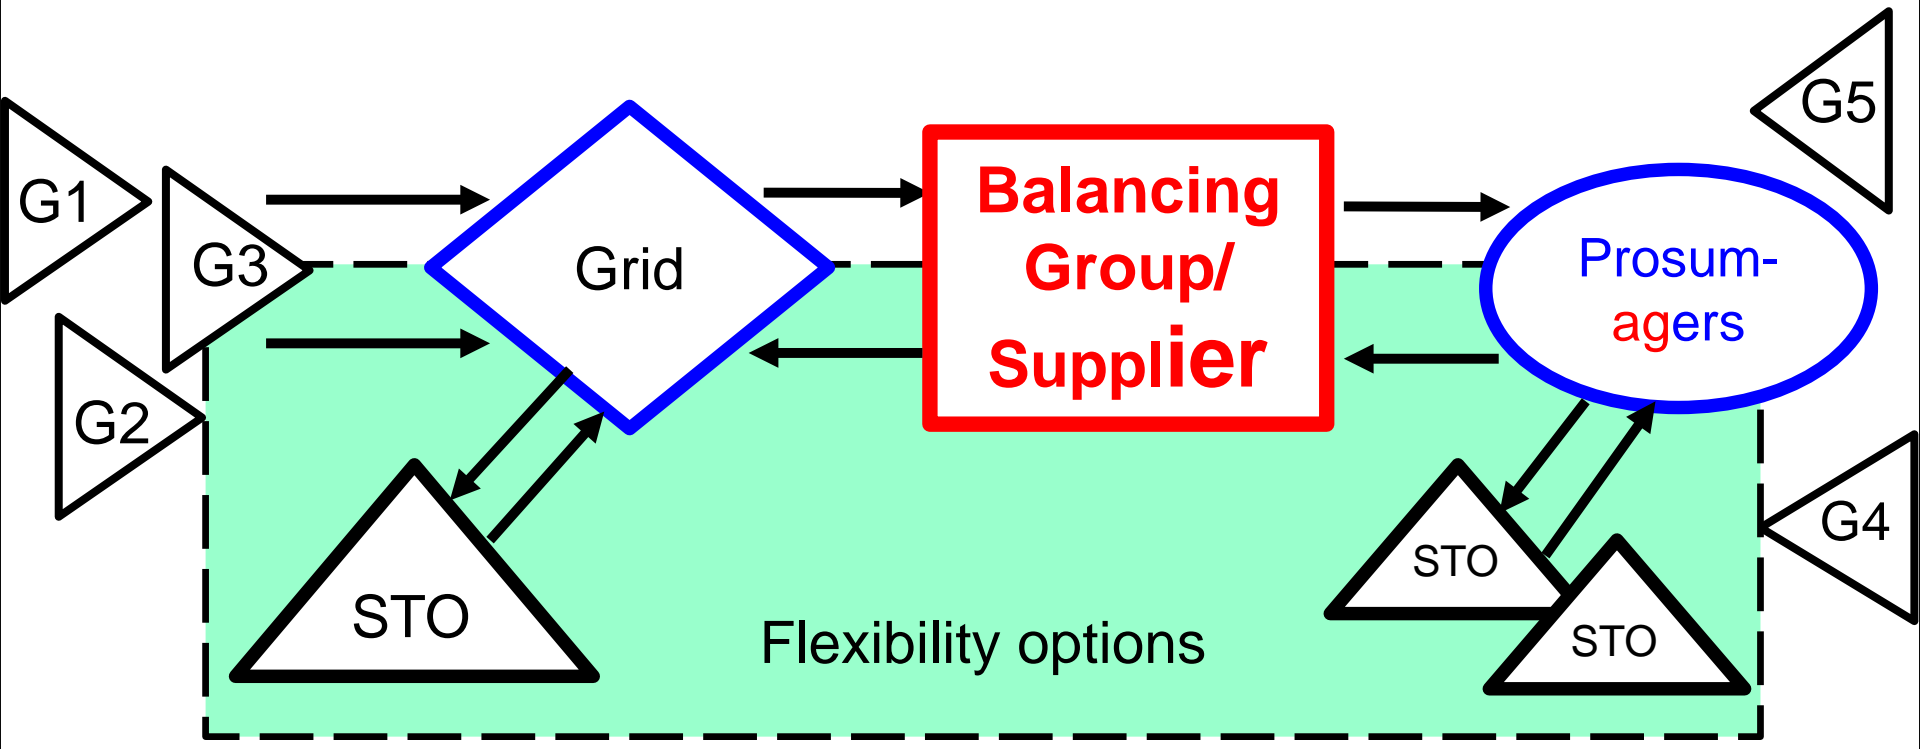 G1
G3
G2
Grid
Balancing
Group/
Supplier
Prosum-
agers
G5
G4
STO
STO
STO
Flexibility options